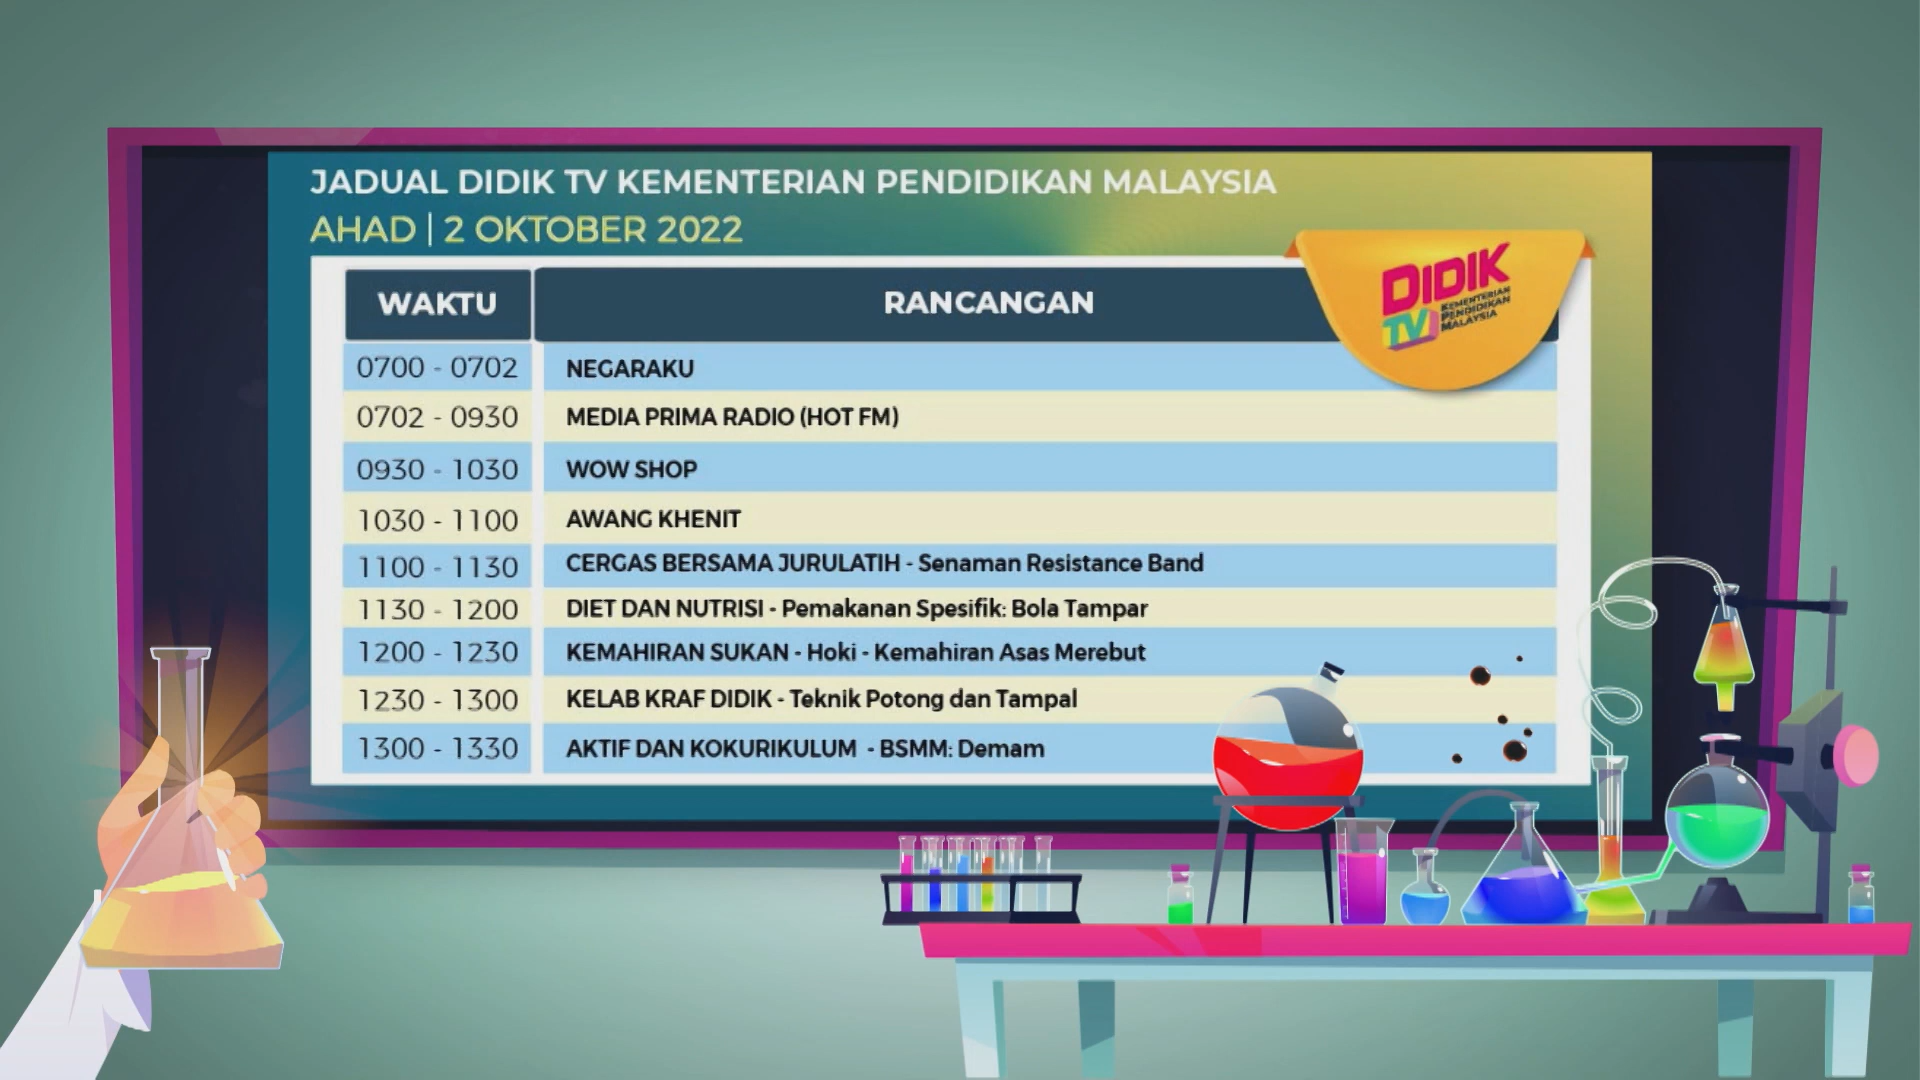 JADUAL DIDIK TV KEMENTERIAN PENDIDIKAN MALAYSIA
AHAD | 2 OKTOBER 2022
DIDIK
TV
KEMENTERIAN
PENDIDIKAN
MALAYSIA
WAKTU RANCANGAN
0700 - 0702 NEGARAKU
0702 - 0930 MEDIA PRIMA RADIO (HOT FM)
0930 - 1030 WOW SHOP
1030 - 1100 AWANG KHENIT
1100 - 1130 CERGAS BERSAMA JURULATIH - Senaman Resistance Band
1130 - 1200 DIET DAN NUTRISI - Pemakanan Spesifik: Bola Tampar
1200 - 1230 KEMAHIRAN SUKAN - Hoki - Kemahiran Asas Merebut
1230 - 1300 KELAB KRAF DIDIK - Teknik Potong dan Tampal
1300 - 1330 AKTIF DAN KOKURIKULUM - BSMM: Demam